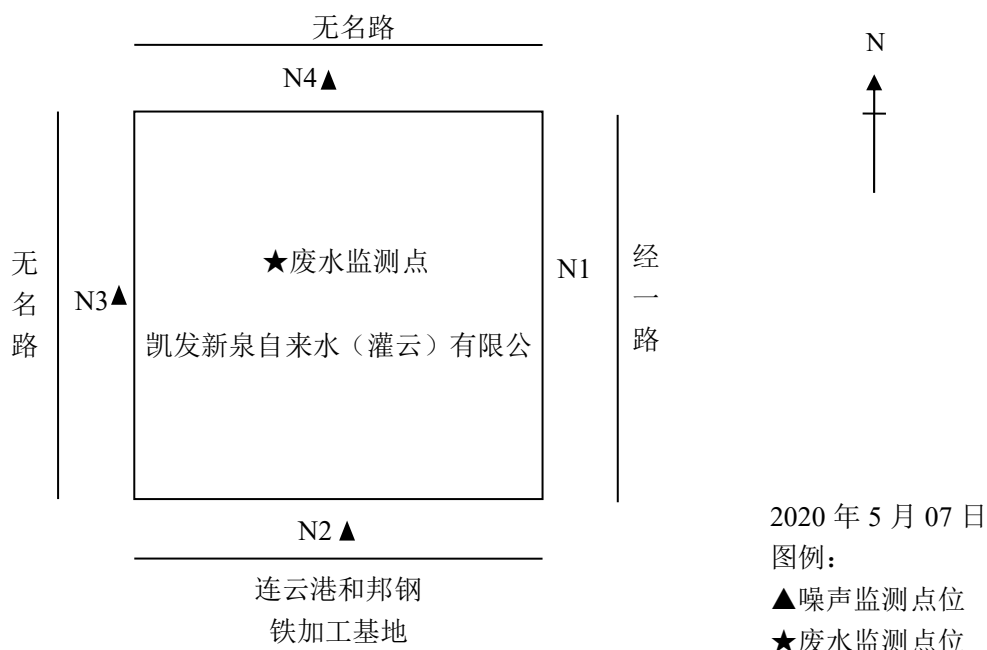 无名路
N
N4▲
无名路
★废水监测点
N1
经一路
N3▲
凯发新泉自来水（灌云）有限公
N2▲
2020 年 5 月 07 日
图例：
连云港和邦钢
▲噪声监测点位
铁加工基地
★废水监测点位